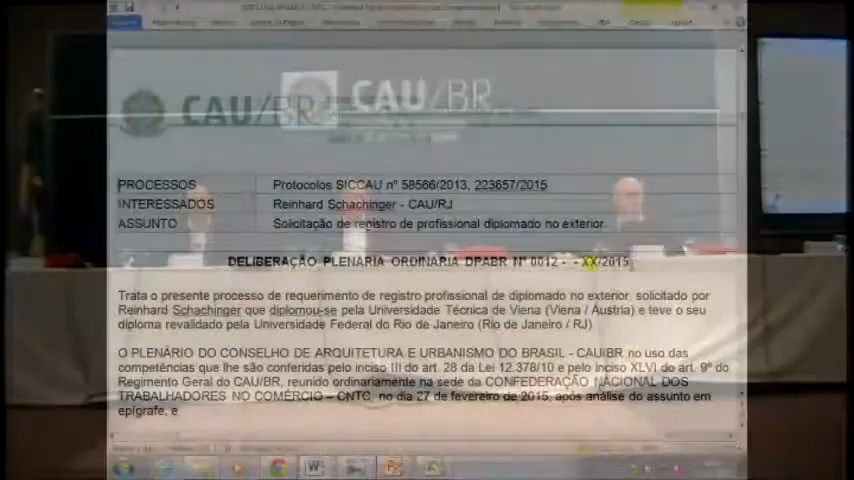 CAU/BR CAU/BR
PROCESSOS Protocolos SICCAU nº 58566/2013, 223657/2015
INTERESSADOS Reinhard Schachinger - CAU/RJ
ASSUNTO Solicitação de registro de profissional diplomado no exterior
DELIBERAÇÃO PLENARIA ORDINARIA DPABR Nº 0012 - - XX/2015
Trata o presente processo de requerimento de registro profissional de diplomado no exterior, solicitado por
Reinhard Schachinger que diplomou-se pela Universidade Técnica de Viena (Viena / Áustria) e teve o seu
diploma revalidado pela Universidade Federal do Rio de Janeiro (Rio de Janeiro / RJ)
O PLENÁRIO DO CONSELHO DE ARQUITETURA E URBANISMO DO BRASIL - CAU/BR no uso das
competências que lhe são conferidas pelo inciso III do art. 28 da Lei 12.378/10 e pelo inciso XLVI do art. 9º do
Regimento Geral do CAU/BR, reunido ordinariamente na sede da CONFEDERAÇÃO NACIONAL DOS
TRABALHADORES NO COMÉRCIO – CNTC, no dia 27 de fevereiro de 2015, após análise do assunto em
epígrafe, e